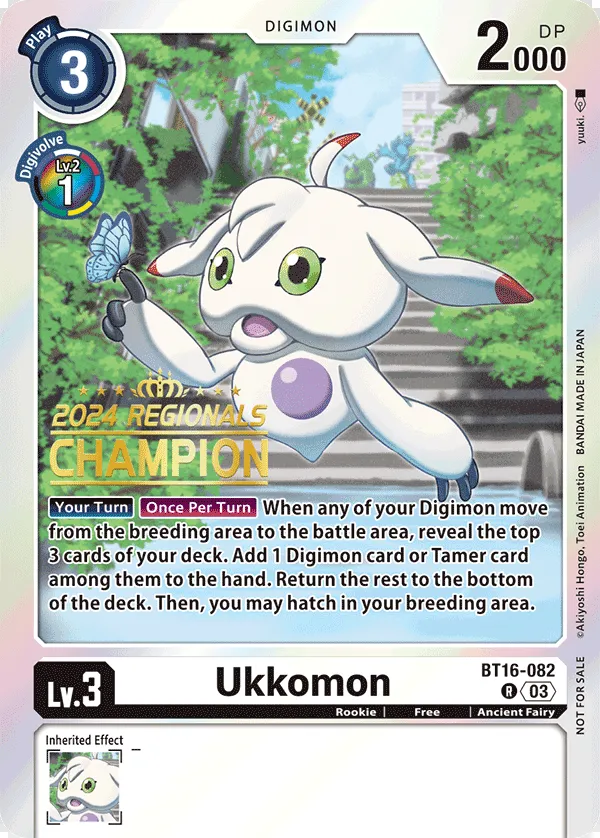 Play
3
DIGIMON
DP
2000
Digivolve
Lv.2
1
yuuki.
2024 REGIONALS
CHAMPION
Your Turn Once Per Turn When any of your Digimon move
from the breeding area to the battle area, reveal the top
3 cards of your deck. Add 1 Digimon card or Tamer card
among them to the hand. Return the rest to the bottom
of the deck. Then, you may hatch in your breeding area.
©Akiyoshi Hongo, Toei Animation BANDAI MADE IN JAPAN
NOT FOR SALE
Lv.3
Ukkomon
BT16-082
R 03
Rookie | Free | Ancient Fairy
Inherited Effect
–